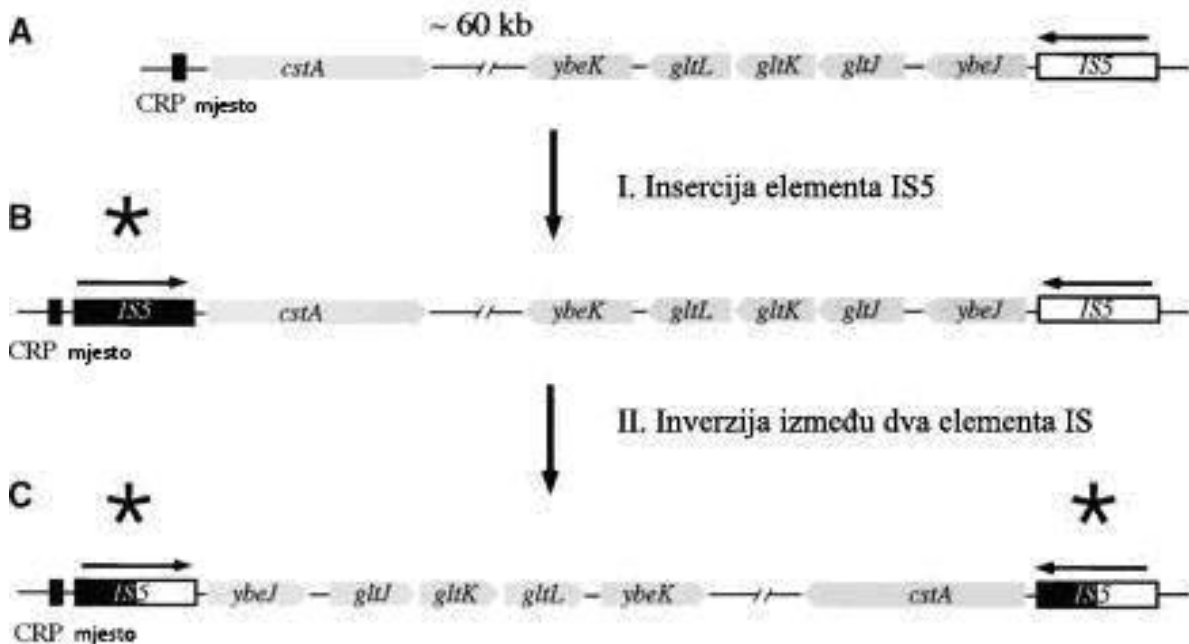 A
~ 60 kb
cstA ybeK gltL gltK gltJ ybeJ IS5
CRP mjesto
I. Insercija elementa IS5
B
*
IS5 cstA ybeK gltL gltK gltJ ybeJ IS5
CRP mjesto
II. Inverzija između dva elementa IS
C
* *
IS5 ybeJ gltJ gltK gltL ybeK cstA IS5
CRP mjesto